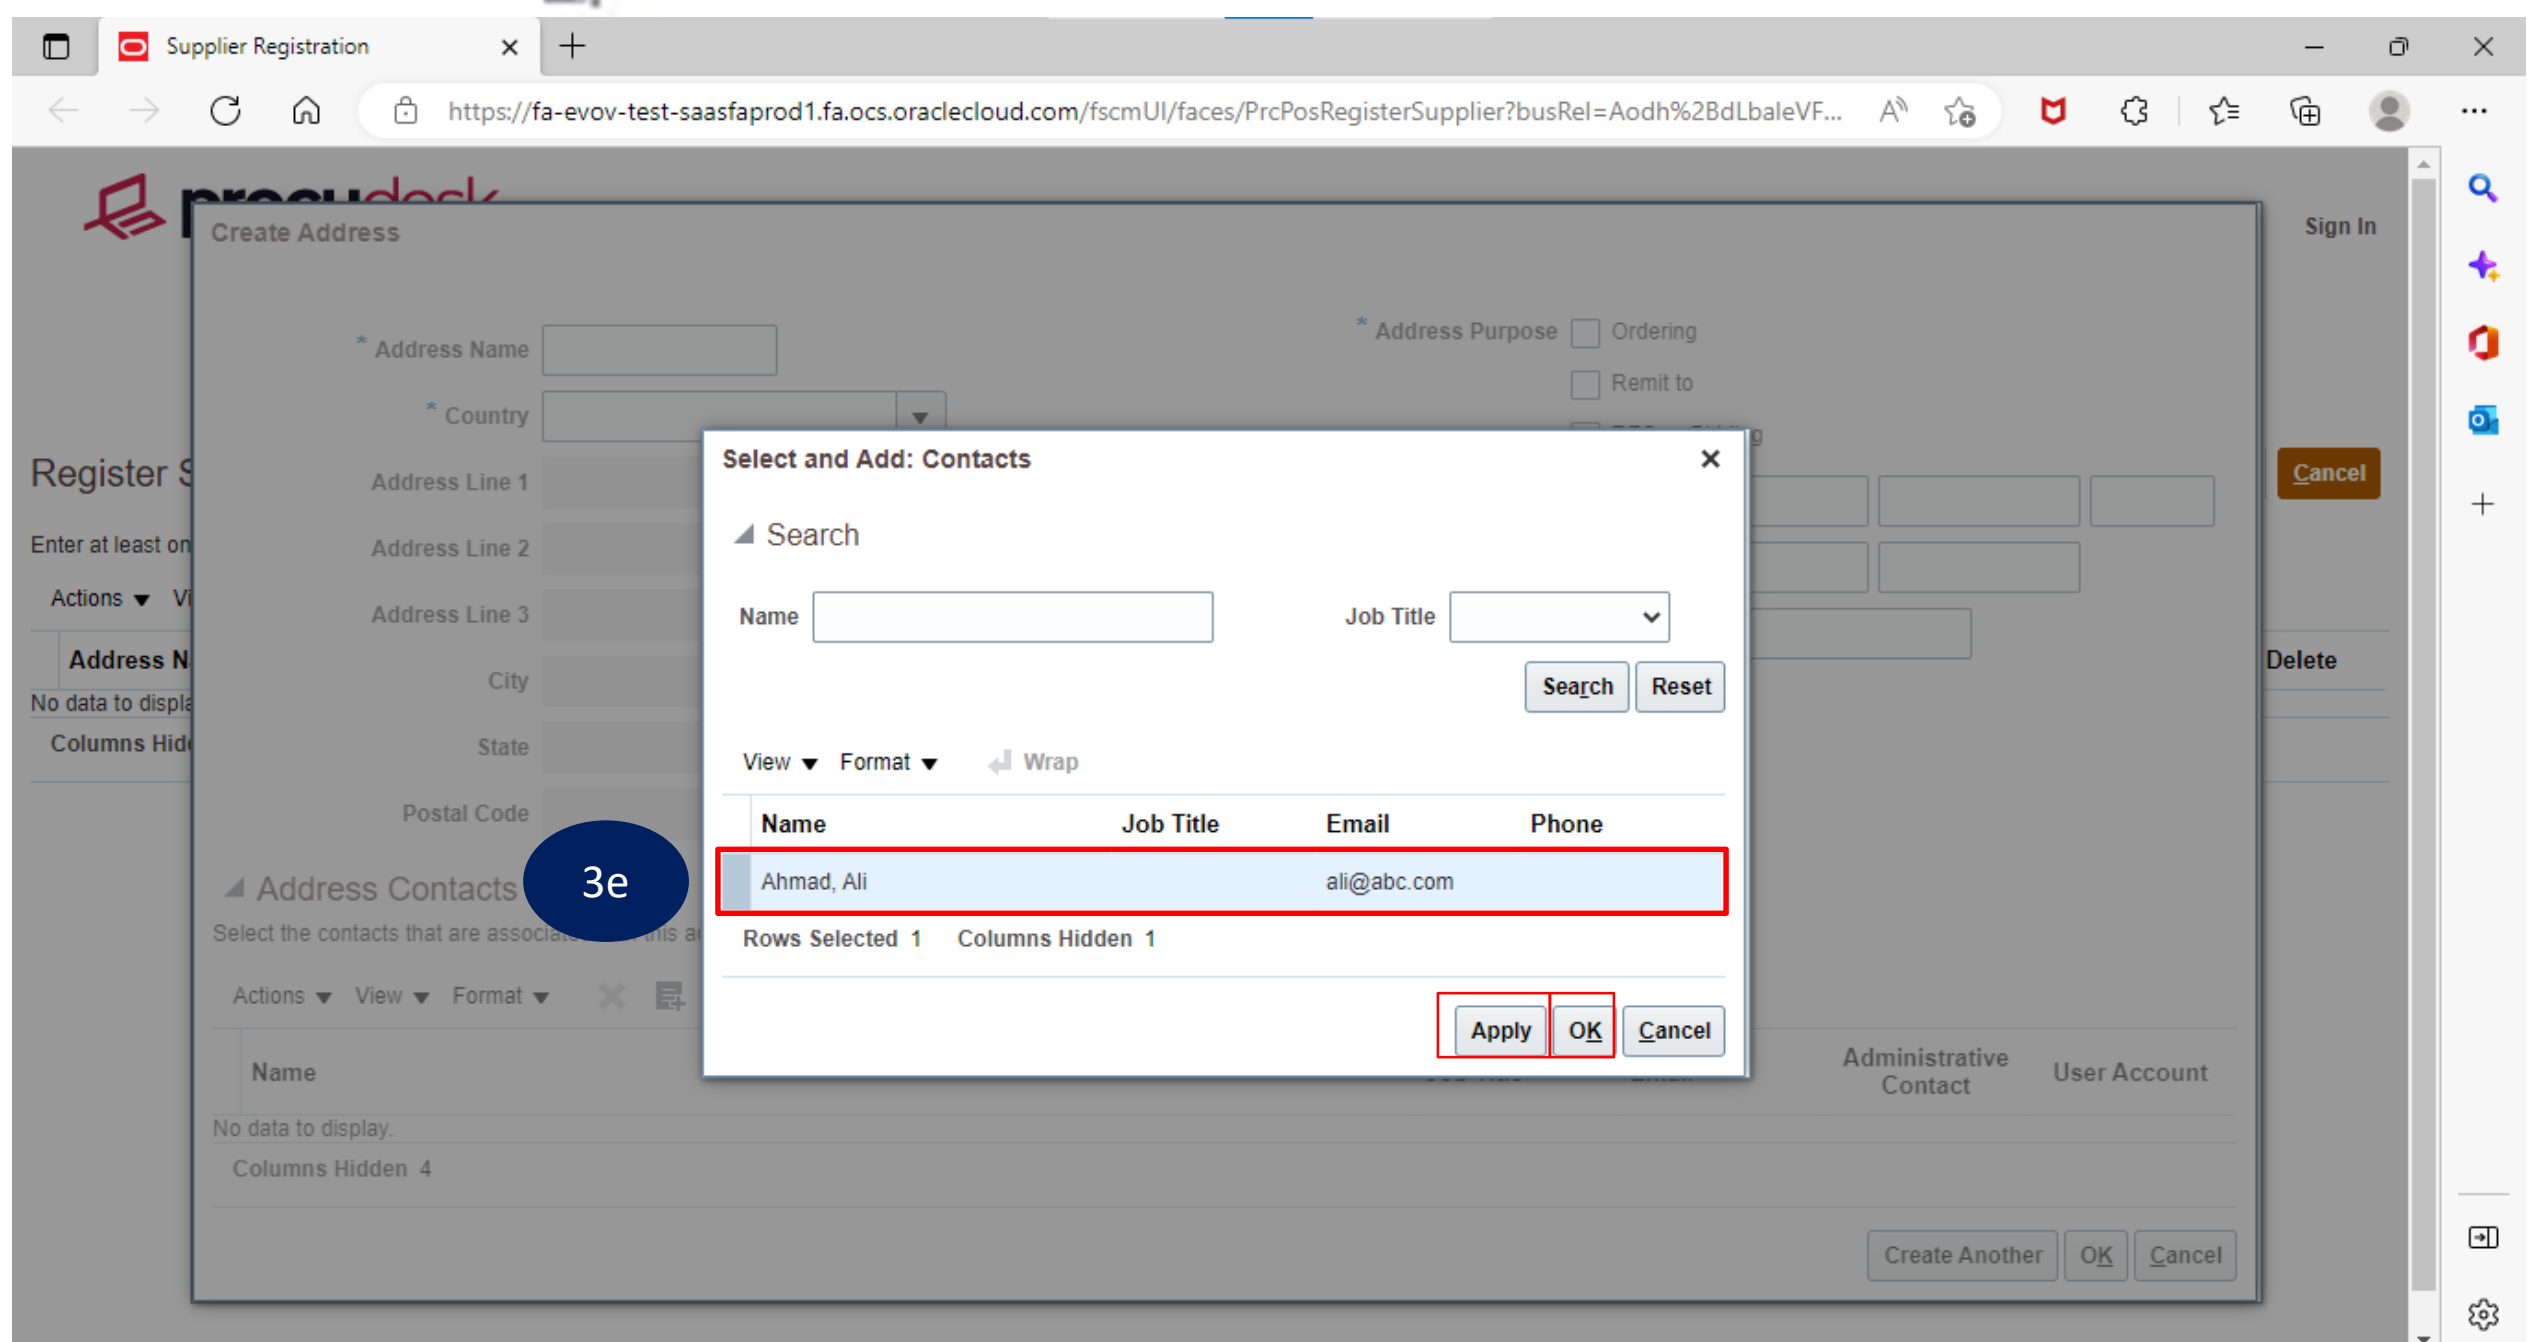 Supplier Registration
https://fa-evov-test-saasfaprod1.fa.ocs.oraclecloud.com/fscmUI/faces/PrcPosRegisterSupplier?busRel=Aodh%2BdLbaleVF...
procudesk
Sign In
Create Address
* Address Name
* Address Purpose Ordering
Remit to
* Country
Register S
Cancel
Select and Add: Contacts
Address Line 1
Search
Enter at least on
Address Line 2
Actions Vi
Name Job Title
Address Line 3
Address N
Delete
City
Search Reset
No data to displa
Columns Hidd
State
View Format Wrap
Postal Code
Name Job Title Email Phone
3e
Ahmad, Ali ali@abc.com
Address Contacts
Select the contacts that are assoc
Rows Selected 1 Columns Hidden 1
Actions View Format
Apply OK Cancel
Name
Administrative
Contact
User Account
No data to display.
Columns Hidden 4
Create Another OK Cancel